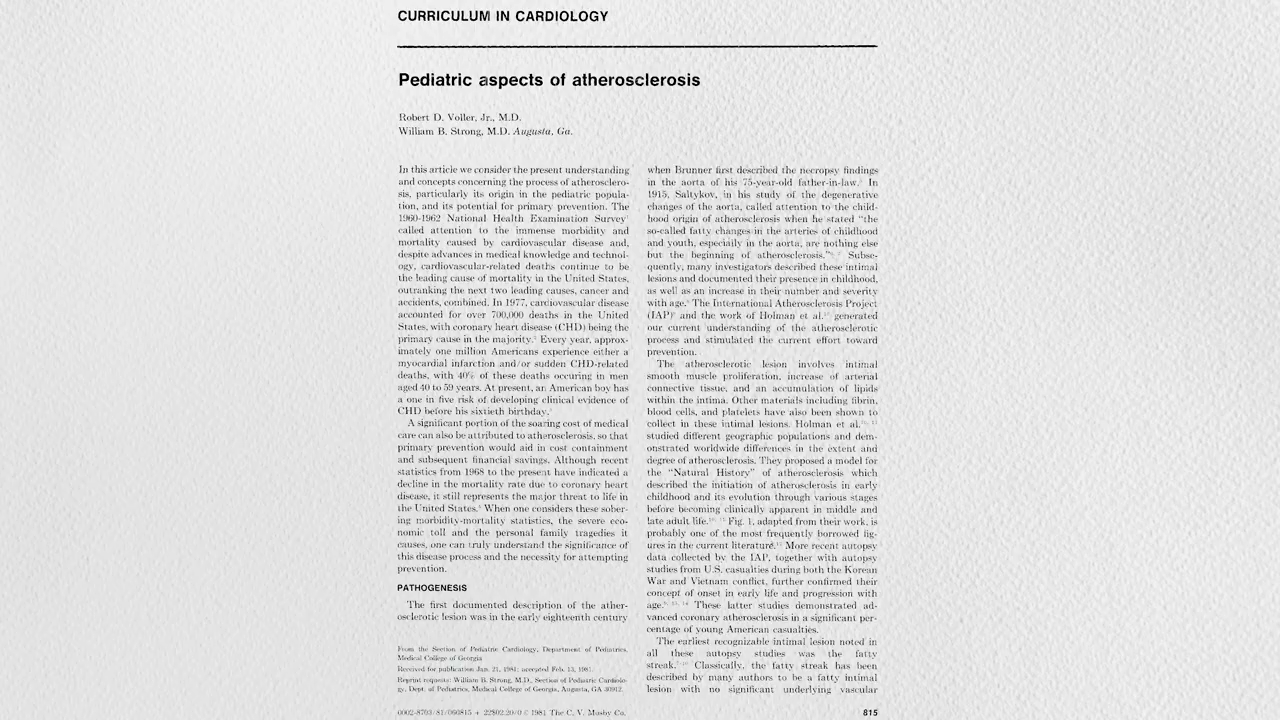 CURRICULUM IN CARDIOLOGY
Pediatric aspects of atherosclerosis
Robert D. Voller, Jr., M.D.
William B. Strong, M.D. Augusta, Ga.
In this article we consider the present understanding
and concepts concerning the process of atherosclero-
sis, particularly its origin in the pediatric popula-
tion, and its potential for primary prevention. The
1960-1962 National Health Examination Survey
called attention to the immense morbidity and
mortality caused by cardiovascular disease and,
despite advances in medical knowledge and technol-
ogy, cardiovascular-related deaths continue to be
the leading cause of mortality in the United States,
outranking the next two leading causes, cancer and
accidents, combined. In 1977, cardiovascular disease
accounted for over 700,000 deaths in the United
States, with coronary heart disease (CHD) being the
primary cause in the majority. Every year, approx-
imately one million Americans experience either a
myocardial infarction and/or sudden CHD-related
deaths, with 40% of these deaths occuring in men
aged 40 to 59 years. At present, an American boy has
a one in five risk of developing clinical evidence of
CHD before his sixtieth birthday.
A significant portion of the soaring cost of medical
care can also be attributed to atherosclerosis, so that
primary prevention would aid in cost containment
and subsequent financial savings. Although recent
statistics from 1968 to the present have indicated a
decline in the mortality rate due to coronary heart
disease, it still represents the major threat to life in
the United States. When one considers these sober-
ing morbidity-mortality statistics, the severe eco-
nomic toll and the personal family tragedies it
causes, one can truly understand the significance of
this disease process and the necessity for attempting
prevention.
PATHOGENESIS
The first documented description of the ather-
osclerotic lesion was in the early eighteenth century
From the Section of Pediatric Cardiology, Department of Pediatrics,
Medical College of Georgia
Received for publication Jan. 21, 1981; accepted Feb. 13, 1981.
Reprint requests: William B. Strong, M.D., Section of Pediatric Cardiolo-
gy, Dept. of Pediatrics, Medical College of Georgia, Augusta, GA 30912.
0002-8703/81/060815 + 22$02.20/0 © 1981 The C. V. Mosby Co.
when Brunner first described the necropsy findings
in the aorta of his 75-year-old father-in-law. In
1915, Saltykov, in his study of the degenerative
changes of the aorta, called attention to the child-
hood origin of atherosclerosis when he stated "the
so-called fatty changes in the arteries of childhood
and youth, especially in the aorta, are nothing else
but the beginning of atherosclerosis." Subse-
quently, many investigators described these intimal
lesions and documented their presence in childhood,
as well as an increase in their number and severity
with age. The International Atherosclerosis Project
(IAP) and the work of Holman et al. generated
our current understanding of the atherosclerotic
process and stimulated the current effort toward
prevention.
The atherosclerotic lesion involves intimal
smooth muscle proliferation, increase of arterial
connective tissue, and an accumulation of lipids
within the intima. Other materials including fibrin,
blood cells, and platelets have also been shown to
collect in these intimal lesions. Holman et al.
studied different geographic populations and dem-
onstrated worldwide differences in the extent and
degree of atherosclerosis. They proposed a model for
the "Natural History" of atherosclerosis which
described the initiation of atherosclerosis in early
childhood and its evolution through various stages
before becoming clinically apparent in middle and
late adult life. Fig. 1, adapted from their work, is
probably one of the most frequently borrowed fig-
ures in the current literature. More recent autopsy
data collected by the IAP, together with autopsy
studies from U.S. casualties during both the Korean
War and Vietnam conflict, further confirmed their
concept of onset in early life and progression with
age. These latter studies demonstrated ad-
vanced coronary atherosclerosis in a significant per-
centage of young American casualties.
The earliest recognizable intimal lesion noted in
all these autopsy studies was the fatty
streak. Classically, the fatty streak has been
described by many authors to be a fatty intimal
lesion with no significant underlying vascular
815